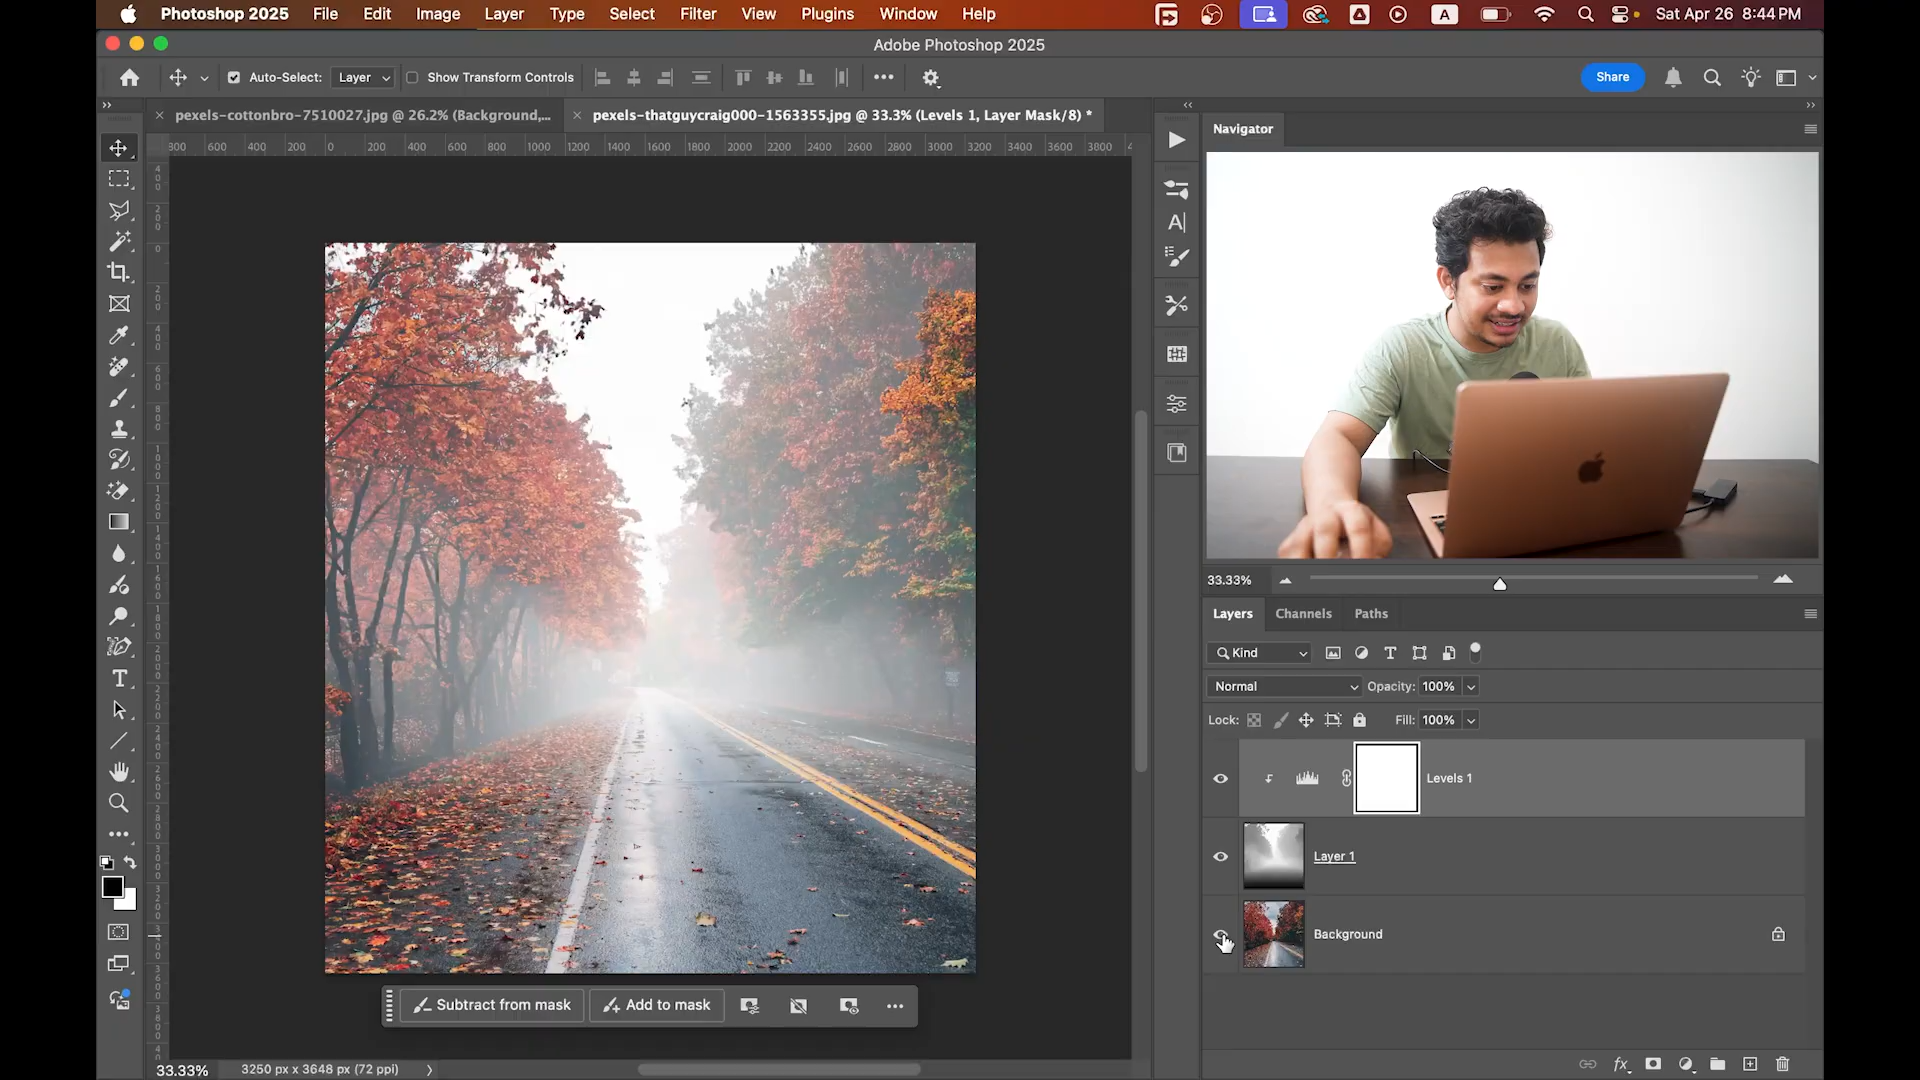 Photoshop 2025 File Edit Image Layer Type Select Filter View Plugins Window Help A Sat Apr 26 8:44 PM
Adobe Photoshop 2025
Auto-Select: Layer Show Transform Controls Share
pexels-cottonbro-7510027.jpg @ 26.2% (Background,... pexels-thatguycraig000-1563355.jpg @ 33.3% (Levels 1, Layer Mask/8) *
Navigator
800 600 400 200 0 200 400 600 800 1000 1200 1400 1600 1800 2000 2200 2400 2600 2800 3000 3200 3400 3600 3800 4
33.33%
Layers Channels Paths
Kind
Normal Opacity: 100%
Lock: Fill: 100%
Levels 1
Layer 1
Background
Subtract from mask Add to mask
33.33% 3250 px x 3648 px (72 ppi)